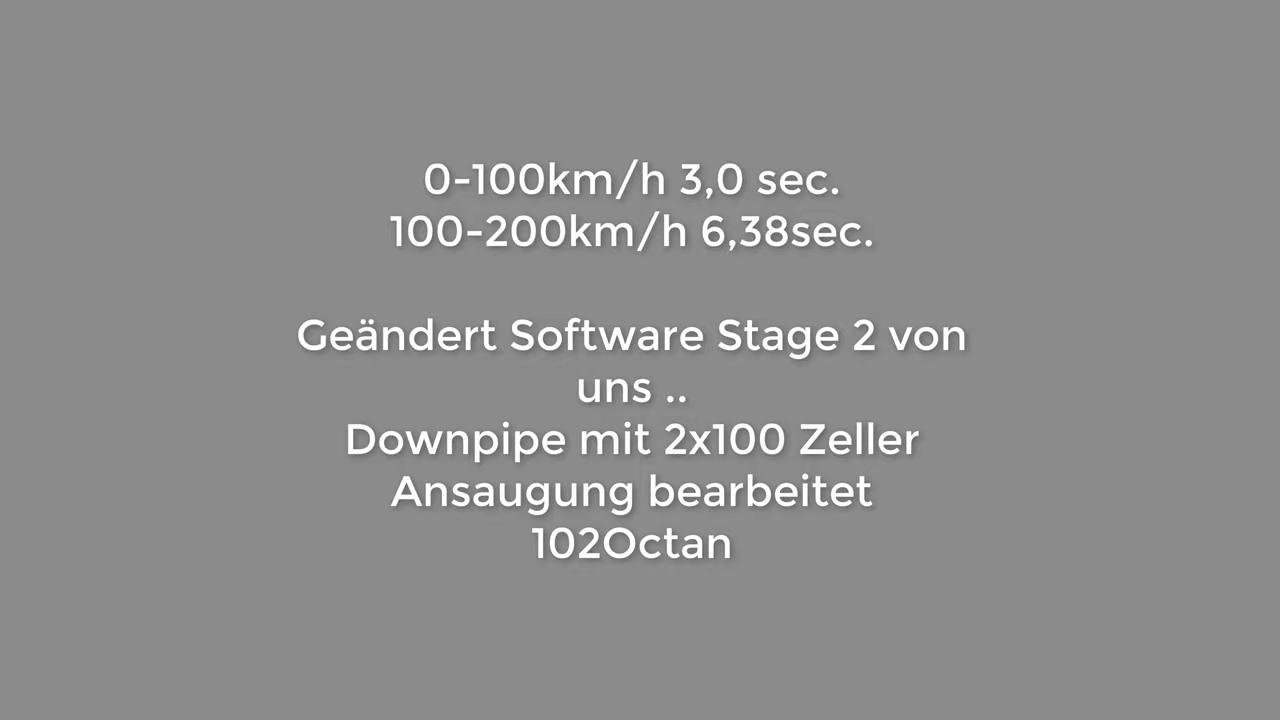 0-100km/h 3,0 sec.
100-200km/h 6,38sec.
Geändert Software Stage 2 von
uns ..
Downpipe mit 2x100 Zeller
Ansaugung bearbeitet
102Octan